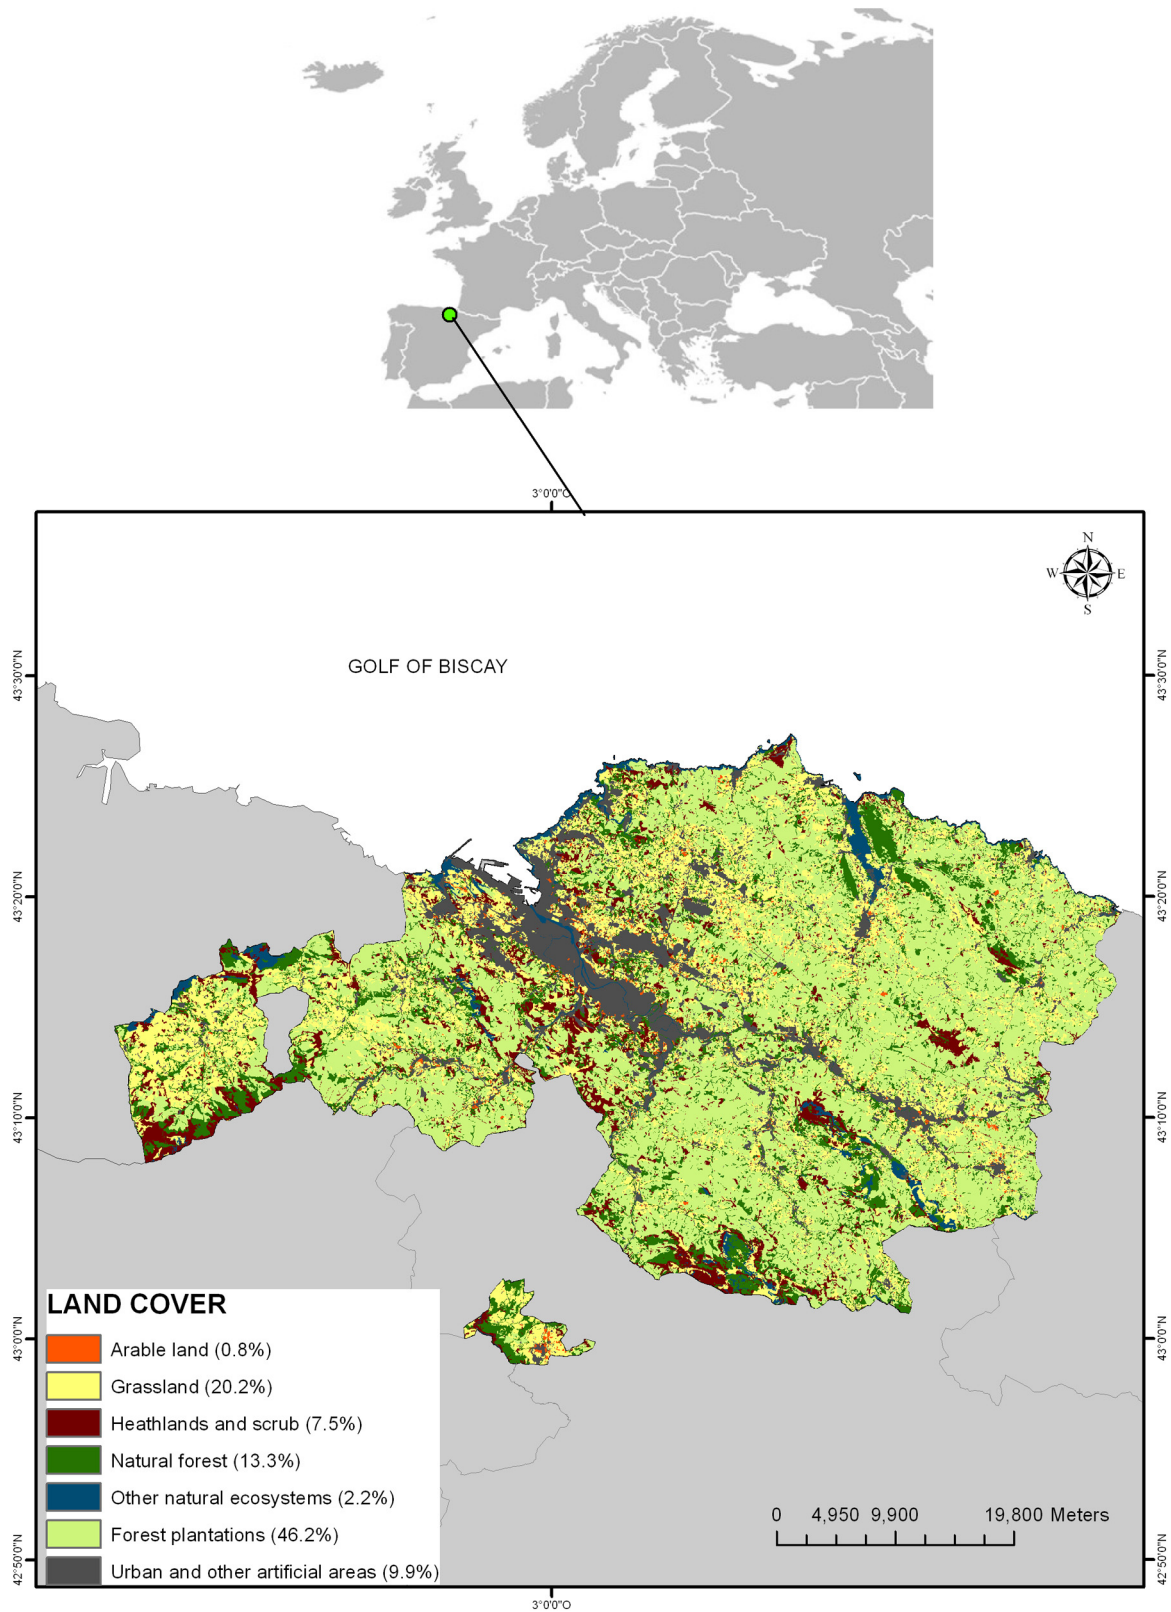 3°0'0"O
N
W E
S
GOLF OF BISCAY
43°30'0"N
43°30'0"N
43°20'0"N
43°20'0"N
43°10'0"N
43°10'0"N
43°0'0"N
43°0'0"N
42°50'0"N
42°50'0"N
LAND COVER
Arable land (0.8%)
Grassland (20.2%)
Heathlands and scrub (7.5%)
Natural forest (13.3%)
Other natural ecosystems (2.2%)
Forest plantations (46.2%)
Urban and other artificial areas (9.9%)
0 4,950 9,900 19,800 Meters
3°0'0"O